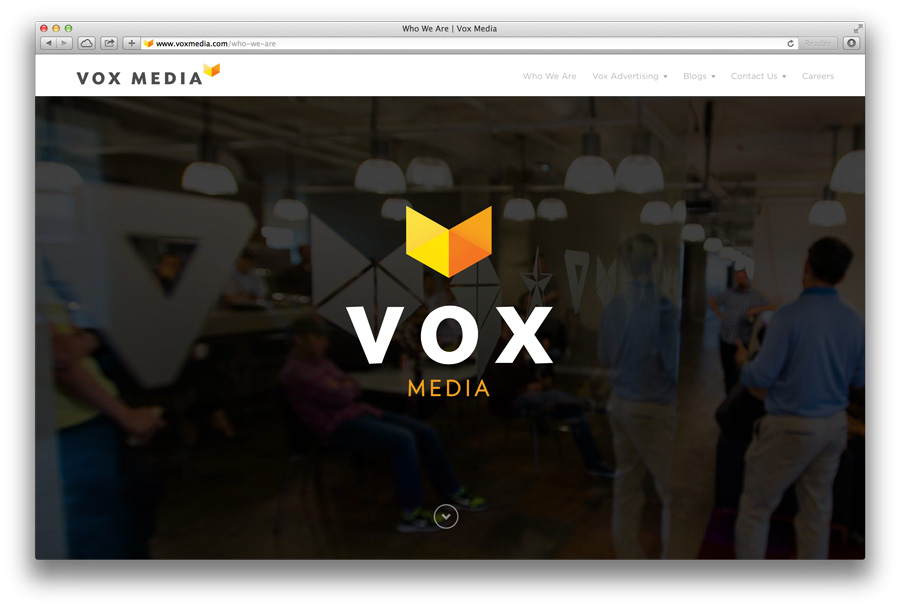 Who We Are | Vox Media
www.voxmedia.com/who-we-are
Reader
VOX MEDIA
Who We Are Vox Advertising Blogs Contact Us Careers
VOX
MEDIA